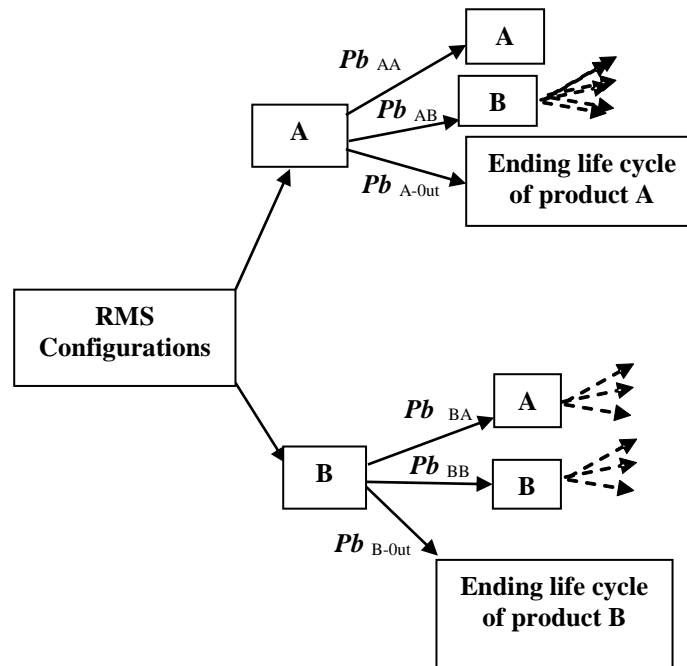 A
Pb AA
B
Pb AB
A
Ending life cycle
of product A
Pb A-0ut
RMS
Configurations
A
Pb BA
B
Pb BB
B
Pb B-0ut
Ending life cycle
of product B